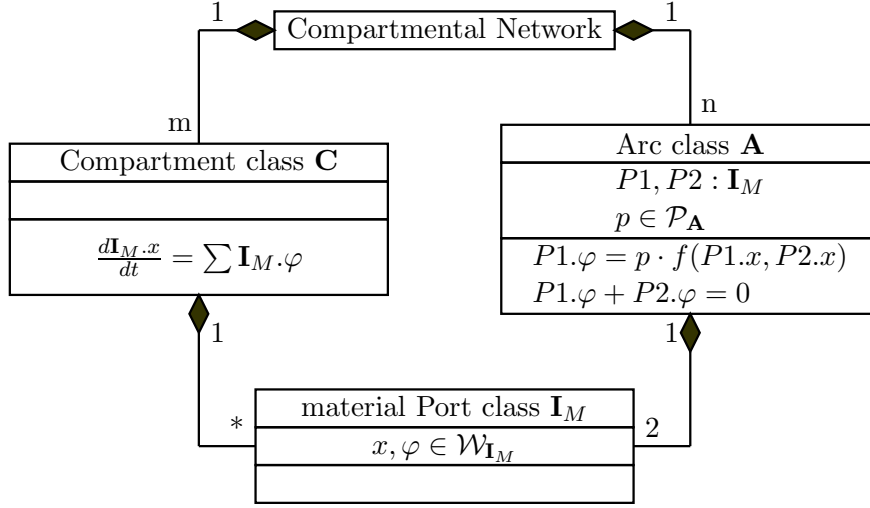 1
Compartmental Network
1
m
n
Compartment class C
Arc class A
P1, P2 : I_M
p ∈ 𝒫_A
dI_M.x/dt = ∑ I_M.φ
P1.φ = p · f(P1.x, P2.x)
P1.φ + P2.φ = 0
1
1
material Port class I_M
*
2
x, φ ∈ 𝒲_{I_M}